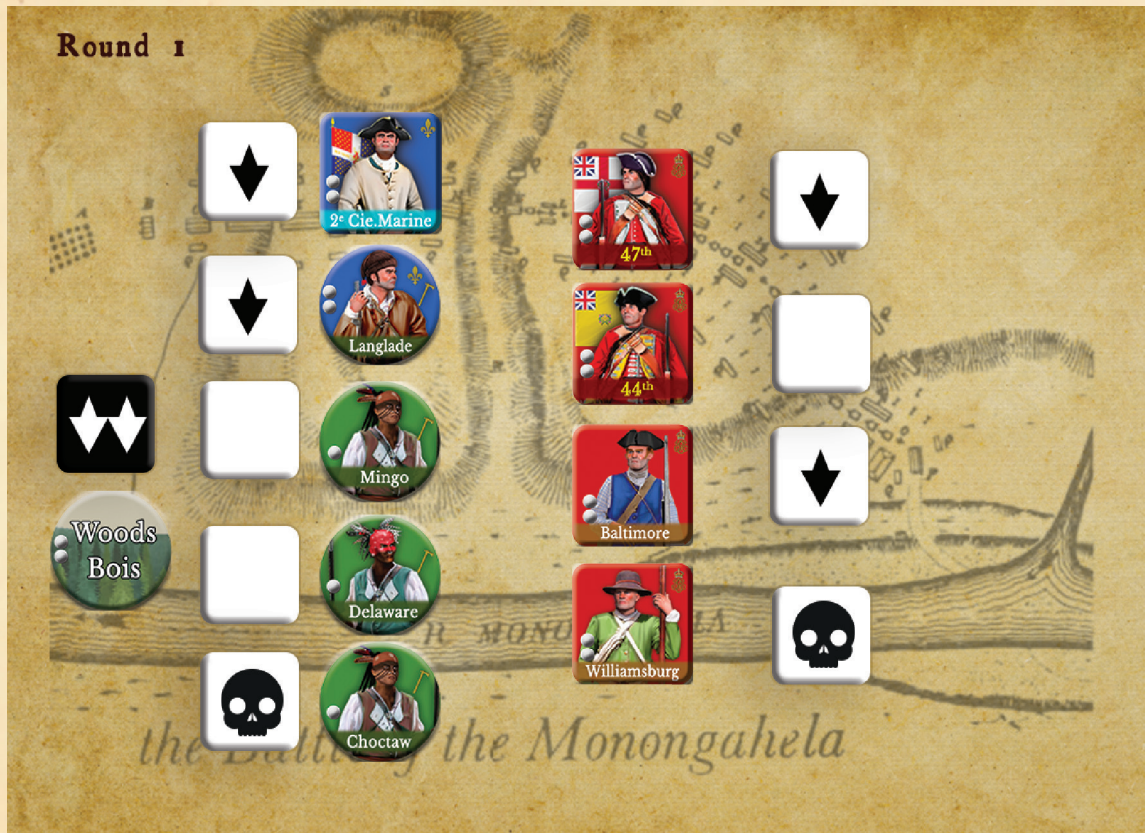 Round 1
2e Cie.Marine
Langlade
Mingo
Woods
Bois
Delaware
Choctaw
47th
44th
Baltimore
Williamsburg
S
A
B
R
the Battle of the Monongahela